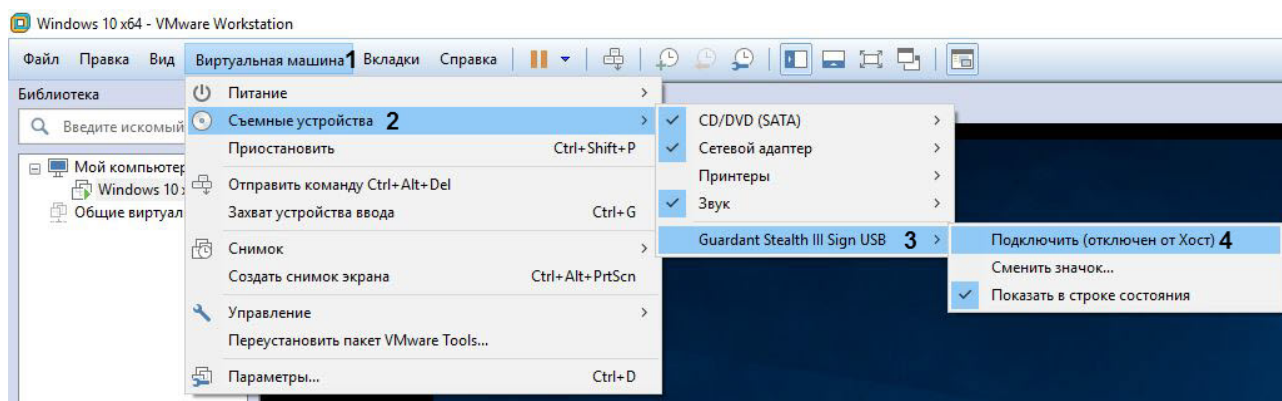 Windows 10 x64 - VMware Workstation
Файл Правка Вид Виртуальная машина 1 Вкладки Справка
Библиотека
Введите искомый
Мой компьютер
Windows 10 x
Общие виртуал
Питание
Съемные устройства 2
Приостановить Ctrl+Shift+P
Отправить команду Ctrl+Alt+Del
Захват устройства ввода Ctrl+G
Снимок
Создать снимок экрана Ctrl+Alt+PrtScn
Управление
Переустановить пакет VMware Tools...
Параметры... Ctrl+D
CD/DVD (SATA)
Сетевой адаптер
Принтеры
Звук
Guardant Stealth III Sign USB 3
Подключить (отключен от Хост) 4
Сменить значок...
Показать в строке состояния